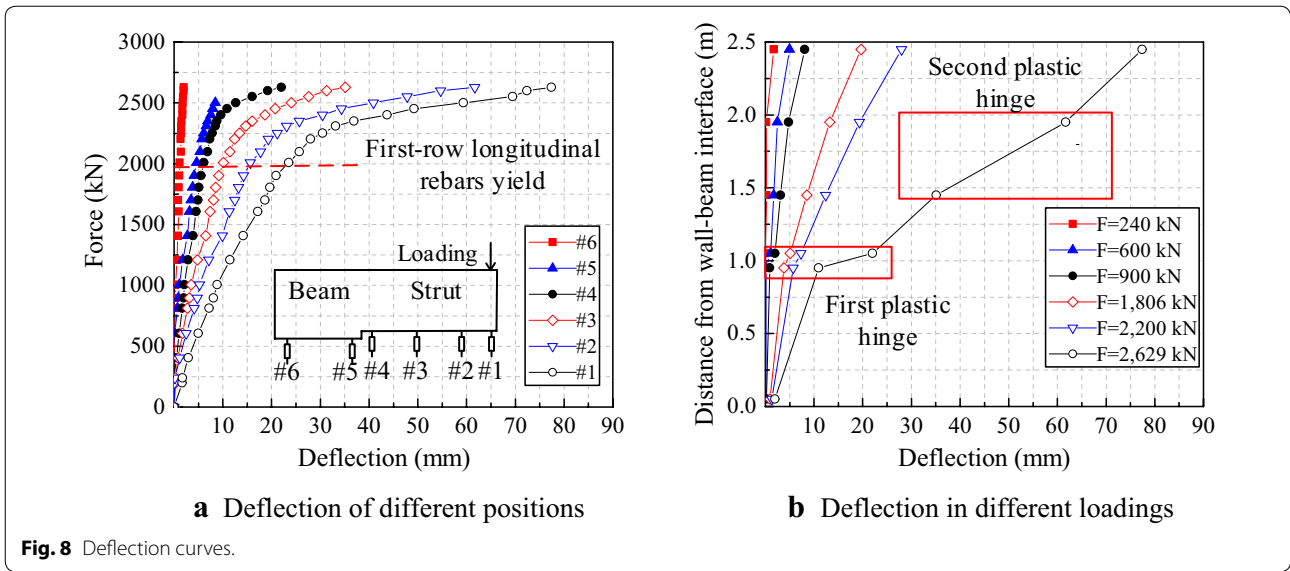 3000
2500
2000
1500
1000
500
0
Force (kN)
0 10 20 30 40 50 60 70 80 90
Deflection (mm)
First-row longitudinal
rebars yield
Loading
Beam Strut
#6 #5 #4 #3 #2 #1
#6
#5
#4
#3
#2
#1
a Deflection of different positions
2.5
2.0
1.5
1.0
0.5
0.0
Distance from wall-beam interface (m)
0 10 20 30 40 50 60 70 80 90
Deflection (mm)
Second plastic
hinge
First plastic
hinge
F=240 kN
F=600 kN
F=900 kN
F=1,806 kN
F=2,200 kN
F=2,629 kN
b Deflection in different loadings
Fig. 8 Deflection curves.